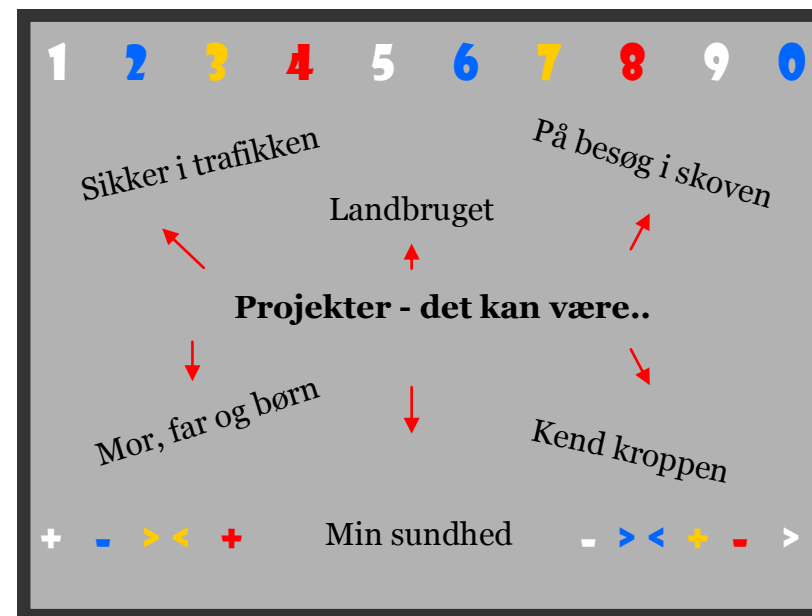 1 2 3 4 5 6 7 8 9 0
Sikker i trafikken
På besøg i skoven
Landbruget
Projekter - det kan være..
Mor, far og børn
Kend kroppen
+ - > < + Min sundhed - > < + - >